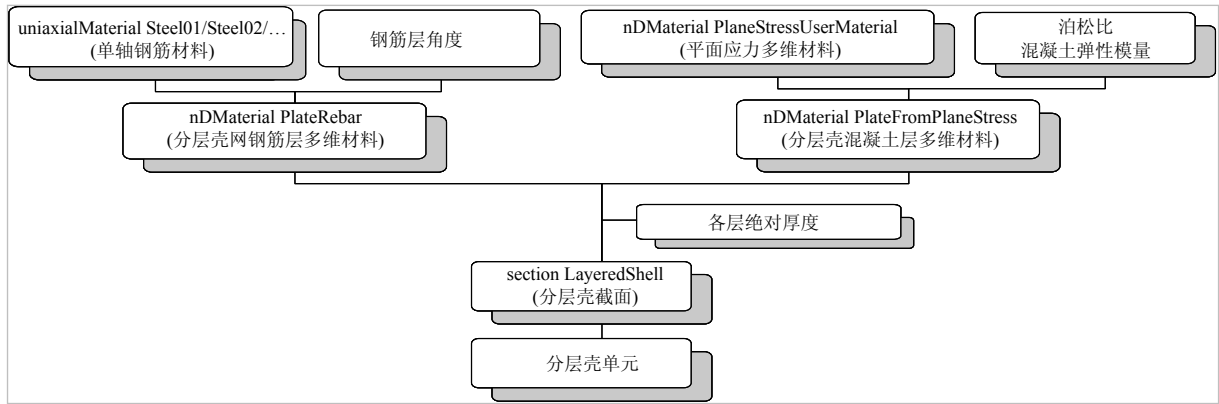 uniaxialMaterial Steel01/Steel02/…
(单轴钢筋材料)
钢筋层角度
nDMaterial PlaneStressUserMaterial
(平面应力多维材料)
泊松比
混凝土弹性模量
nDMaterial PlateRebar
(分层壳网钢筋层多维材料)
nDMaterial PlateFromPlaneStress
(分层壳混凝土层多维材料)
各层绝对厚度
section LayeredShell
(分层壳截面)
分层壳单元